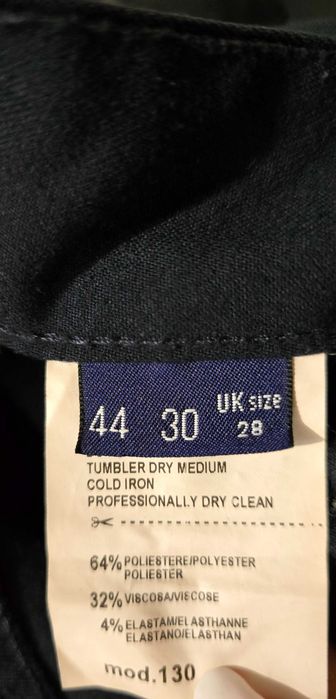 44 30 UK size
28
TUMBLER DRY MEDIUM
COLD IRON
PROFESSIONALLY DRY CLEAN
64% POLIESTERE/POLYESTER
POLIESTER
32% VISCOSA/VISCOSE
4% ELASTAM/ELASTHANNE
ELASTANO/ELASTHAN
mod.130